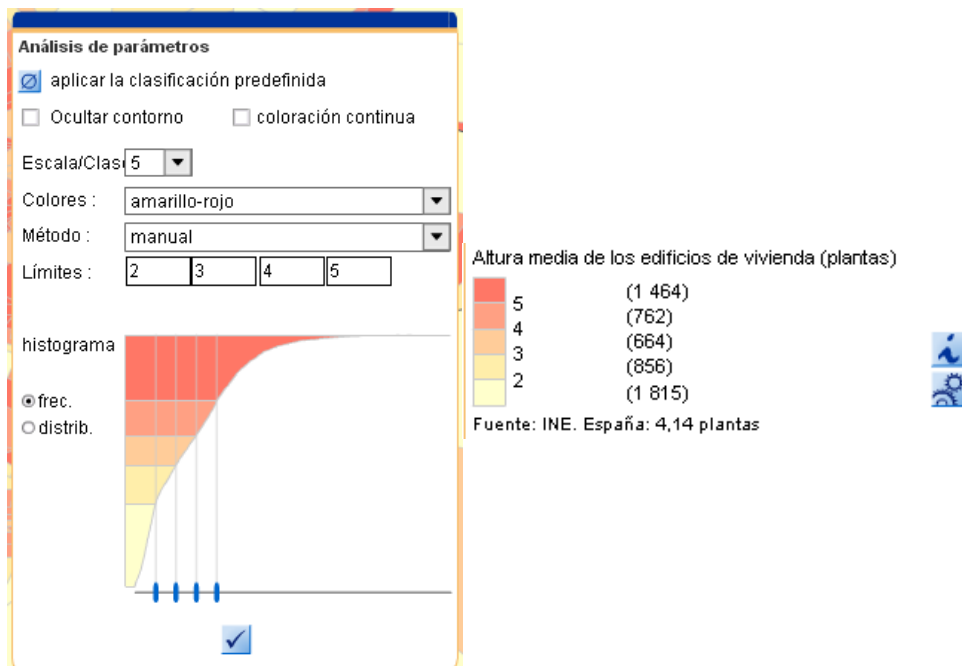 Análisis de parámetros
aplicar la clasificación predefinida
Ocultar contorno coloración continua
Escala/Clas 5
Colores : amarillo-rojo
Método : manual
Límites : 2 3 4 5
histograma
frec.
distrib.
Altura media de los edificios de vivienda (plantas)
(1 464)
5
(762)
4
(664)
3
(856)
2
(1 815)
Fuente: INE. España: 4,14 plantas